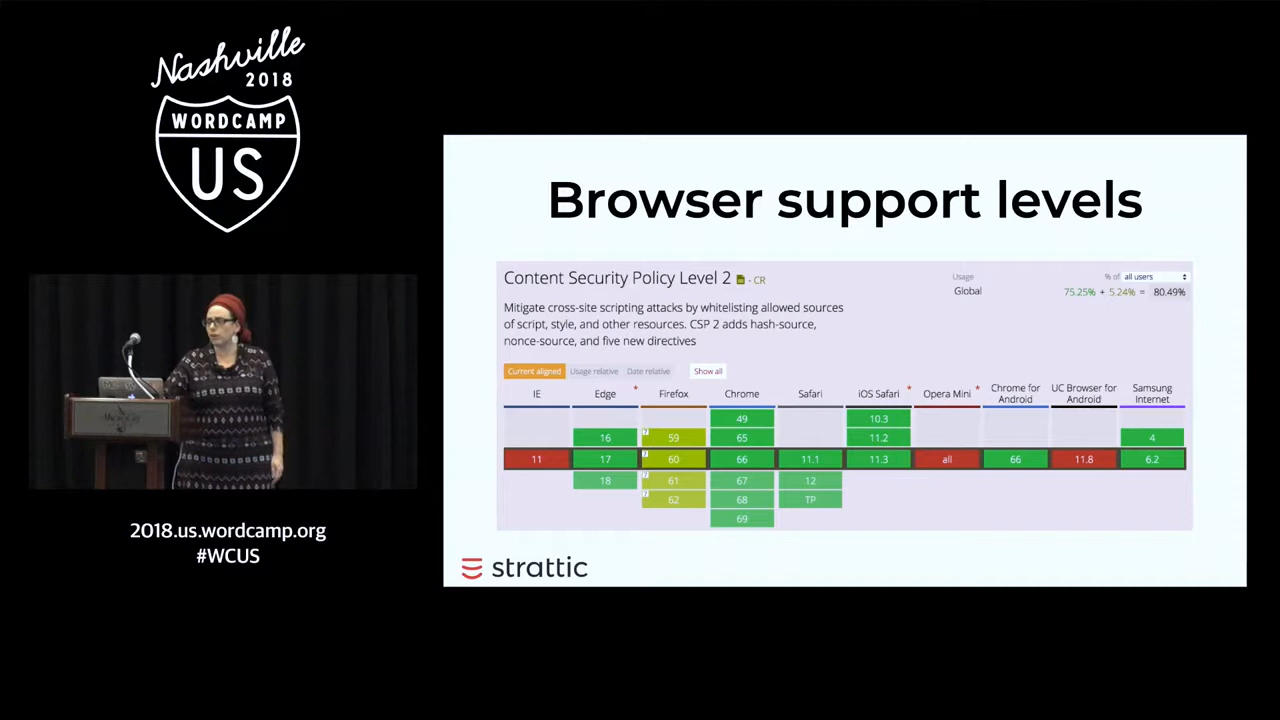 Nashville
2018
WORDCAMP
US
2018.us.wordcamp.org
#WCUS
Browser support levels
Content Security Policy Level 2 - CR
Mitigate cross-site scripting attacks by whitelisting allowed sources
of script, style, and other resources. CSP 2 adds hash-source,
nonce-source, and five new directives
Usage % of all users
Global 75.25% + 5.24% = 80.49%
Current aligned Usage relative Date relative Show all
IE Edge * Firefox Chrome Safari iOS Safari * Opera Mini * Chrome for Android UC Browser for Android Samsung Internet
49 10.3
16 59 65 11.2 4
11 17 60 66 11.1 11.3 all 66 11.8 6.2
18 61 67 12
62 68 TP
69
strattic